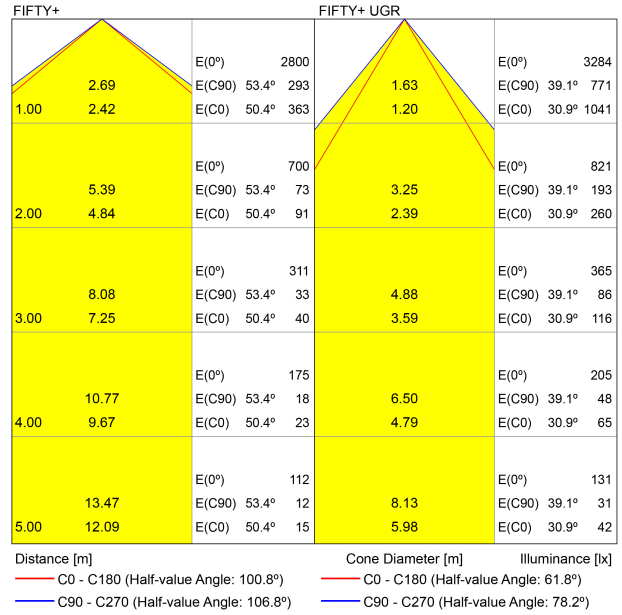 FIFTY+ FIFTY+ UGR
E(0º) 2800 E(0º) 3284
2.69 E(C90) 53.4º 293 1.63 E(C90) 39.1º 771
1.00 2.42 E(C0) 50.4º 363 1.20 E(C0) 30.9º 1041
E(0º) 700 E(0º) 821
5.39 E(C90) 53.4º 73 3.25 E(C90) 39.1º 193
2.00 4.84 E(C0) 50.4º 91 2.39 E(C0) 30.9º 260
E(0º) 311 E(0º) 365
8.08 E(C90) 53.4º 33 4.88 E(C90) 39.1º 86
3.00 7.25 E(C0) 50.4º 40 3.59 E(C0) 30.9º 116
E(0º) 175 E(0º) 205
10.77 E(C90) 53.4º 18 6.50 E(C90) 39.1º 48
4.00 9.67 E(C0) 50.4º 23 4.79 E(C0) 30.9º 65
E(0º) 112 E(0º) 131
13.47 E(C90) 53.4º 12 8.13 E(C90) 39.1º 31
5.00 12.09 E(C0) 50.4º 15 5.98 E(C0) 30.9º 42
Distance [m] Cone Diameter [m] Illuminance [lx]
C0 - C180 (Half-value Angle: 100.8º) C0 - C180 (Half-value Angle: 61.8º)
C90 - C270 (Half-value Angle: 106.8º) C90 - C270 (Half-value Angle: 78.2º)